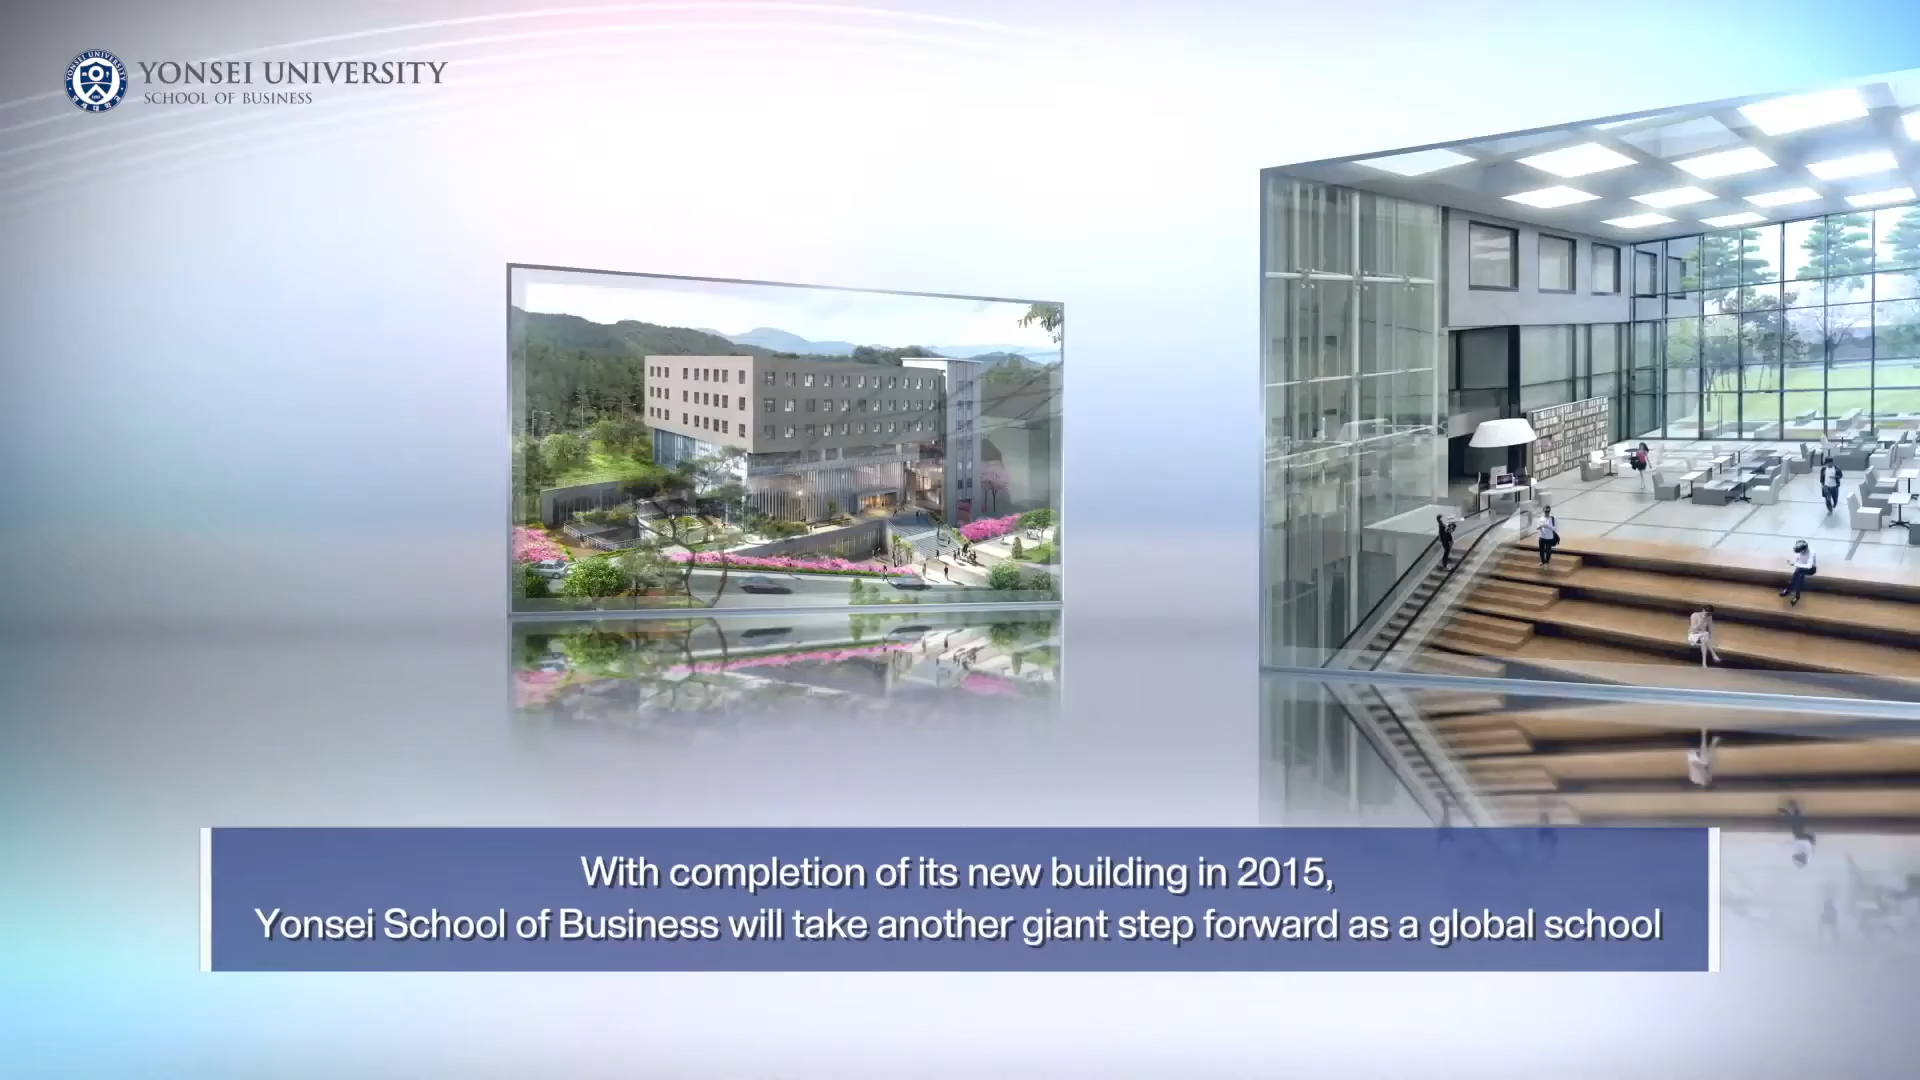 YONSEI UNIVERSITY
SCHOOL OF BUSINESS
With completion of its new building in 2015,
Yonsei School of Business will take another giant step forward as a global school